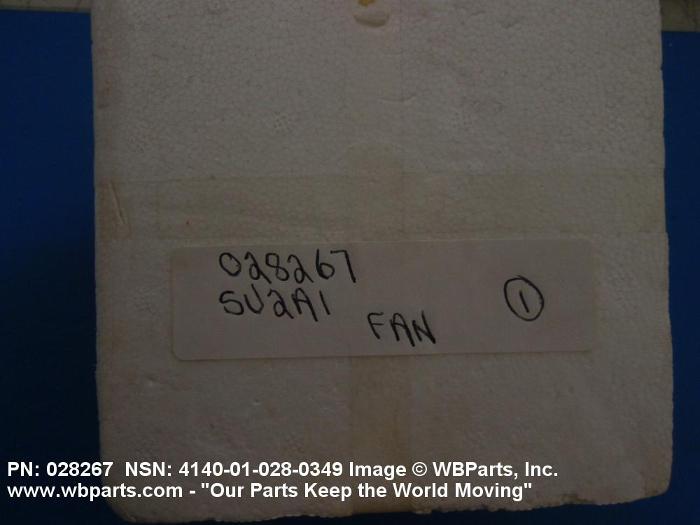 028267
SU2A1
FAN
1
PN: 028267 NSN: 4140-01-028-0349 Image © WBParts, Inc.
www.wbparts.com - "Our Parts Keep the World Moving"